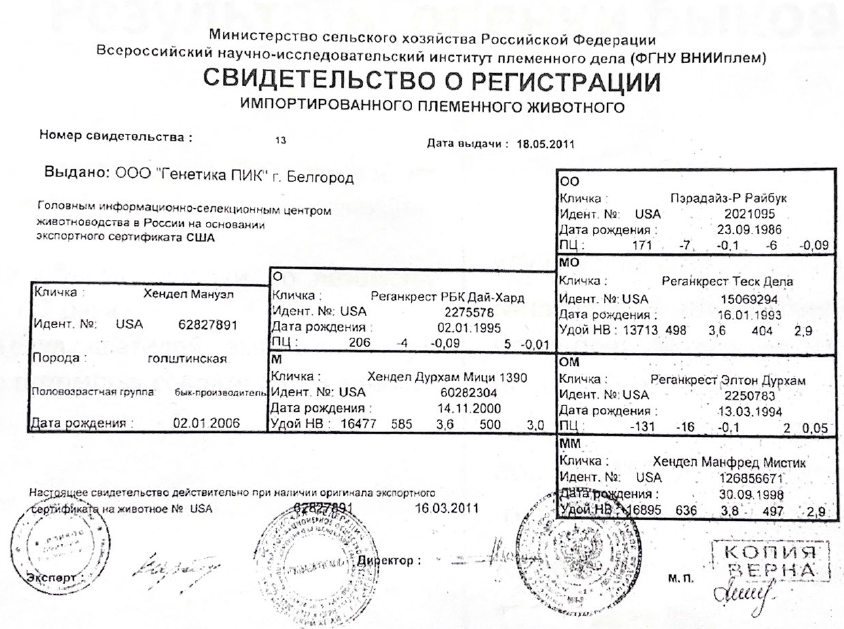 Министерство сельского хозяйства Российской Федерации
Всероссийский научно-исследовательский институт племенного дела (ФГНУ ВНИИплем)
СВИДЕТЕЛЬСТВО О РЕГИСТРАЦИИ
ИМПОРТИРОВАННОГО ПЛЕМЕННОГО ЖИВОТНОГО
Номер свидетельства : 13 Дата выдачи : 18.05.2011
Выдано: ООО "Генетика ПИК" г. Белгород
Головным информационно-селекционным центром
животноводства в России на основании
экспортного сертификата США
ОО
Кличка : Пэрадайз-Р Райбук
Идент. №: USA 2021095
Дата рождения : 23.09.1986
ПЦ : 171 -7 -0,1 -6 -0,09
МО
Кличка : Реганкрест Теск Дела
Идент. №: USA 15069294
Дата рождения : 16.01.1993
Удой НВ : 13713 498 3,6 404 2,9
Кличка : Хендел Мануэл
Идент. №: USA 62827891
Порода : голштинская
Половозрастная группа: бык-производитель
Дата рождения : 02.01.2006
О
Кличка : Реганкрест РБК Дай-Хард
Идент. №: USA 2275578
Дата рождения : 02.01.1995
ПЦ : 206 -4 -0,09 5 -0,01
М
Кличка : Хендел Дурхам Мици 1390
Идент. №: USA 60282304
Дата рождения : 14.11.2000
Удой НВ : 16477 585 3,6 500 3,0
ОМ
Кличка : Реганкрест Элтон Дурхам
Идент. №: USA 2250783
Дата рождения : 13.03.1994
ПЦ : -131 -16 -0,1 2 0,05
ММ
Кличка : Хендел Манфред Мистик
Идент. №: USA 126856671
Дата рождения : 30.09.1998
Удой НВ : 16895 636 3,8 497 2,9
Настоящее свидетельство действительно при наличии оригинала экспортного
сертификата на животное № USA 62827891 16.03.2011
Эксперт : Директор : М. П.
КОПИЯ
ВЕРНА